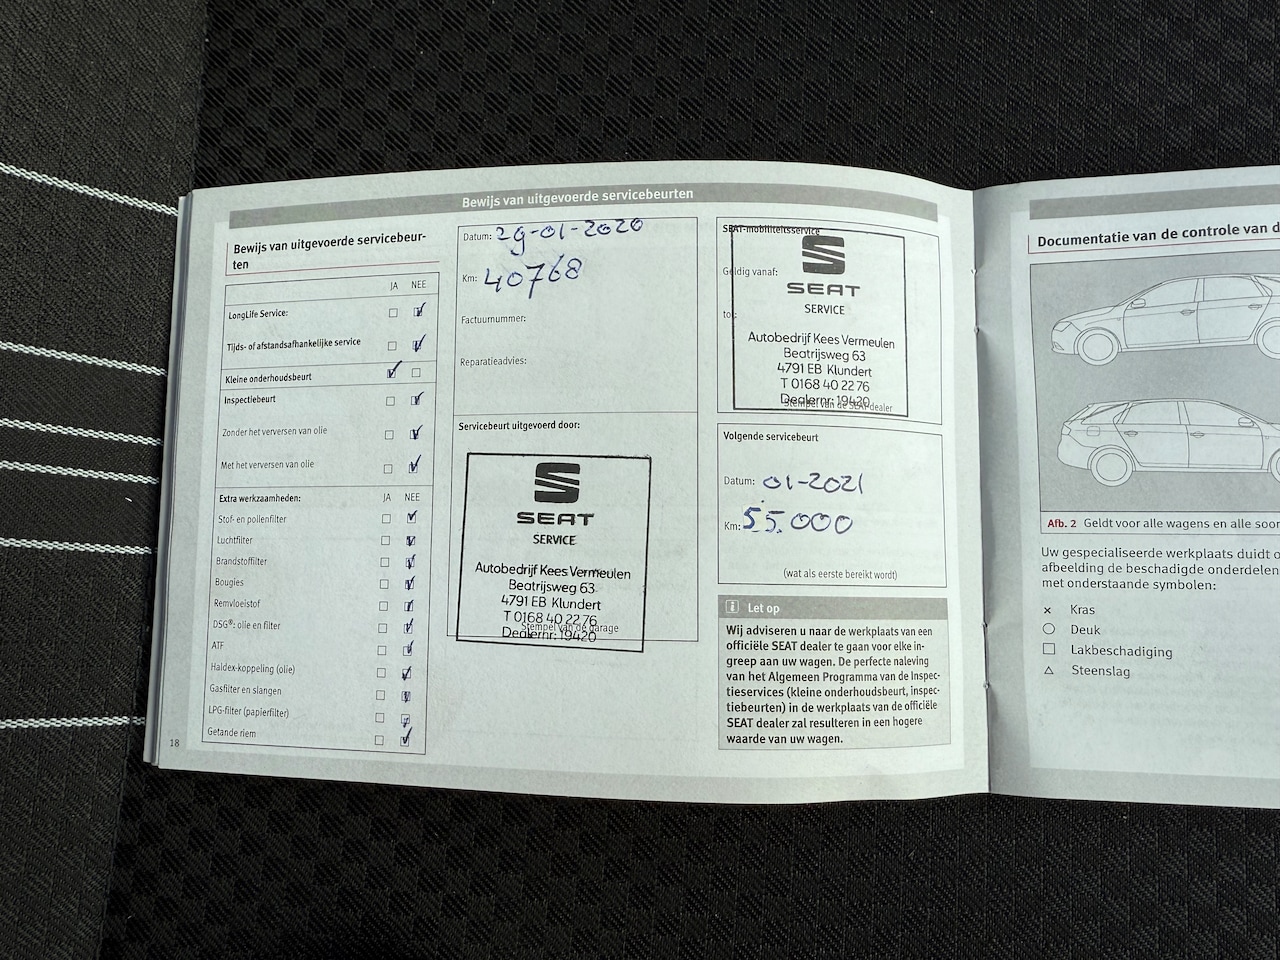 Bewijs van uitgevoerde servicebeurten
Bewijs van uitgevoerde servicebeur-
ten
JA NEE
LongLife Service:
Tijds- of afstandsafhankelijke service
Kleine onderhoudsbeurt
Inspectiebeurt
Zonder het verversen van olie
Met het verversen van olie
Extra werkzaamheden: JA NEE
Stof- en pollenfilter
Luchtfilter
Brandstoffilter
Bougies
Remvloeistof
DSG®: olie en filter
ATF
Haldex-koppeling (olie)
Gasfilter en slangen
LPG-filter (papierfilter)
Getande riem
18
Datum: 29-01-2020
Km: 40768
Factuurnummer:
Reparatieadvies:
Servicebeurt uitgevoerd door:
SEAT
SERVICE
Autobedrijf Kees Vermeulen
Beatrijsweg 63
4791 EB Klundert
T 0168 40 22 76
Stempel van de garage
Dealernr: 19420
SEAT-mobiliteitsservice
Geldig vanaf:
tot:
SEAT
SERVICE
Autobedrijf Kees Vermeulen
Beatrijsweg 63
4791 EB Klundert
T 0168 40 22 76
Dealernr: 19420
Stempel van de SEAT dealer
Volgende servicebeurt
Datum: 01-2021
Km: 55.000
(wat als eerste bereikt wordt)
Let op
Wij adviseren u naar de werkplaats van een
officiële SEAT dealer te gaan voor elke in-
greep aan uw wagen. De perfecte naleving
van het Algemeen Programma van de Inspec-
tieservices (kleine onderhoudsbeurt, inspec-
tiebeurten) in de werkplaats van de officiële
SEAT dealer zal resulteren in een hogere
waarde van uw wagen.
Documentatie van de controle van d
Afb. 2 Geldt voor alle wagens en alle soor
Uw gespecialiseerde werkplaats duidt o
afbeelding de beschadigde onderdelen
met onderstaande symbolen:
× Kras
○ Deuk
□ Lakbeschadiging
△ Steenslag